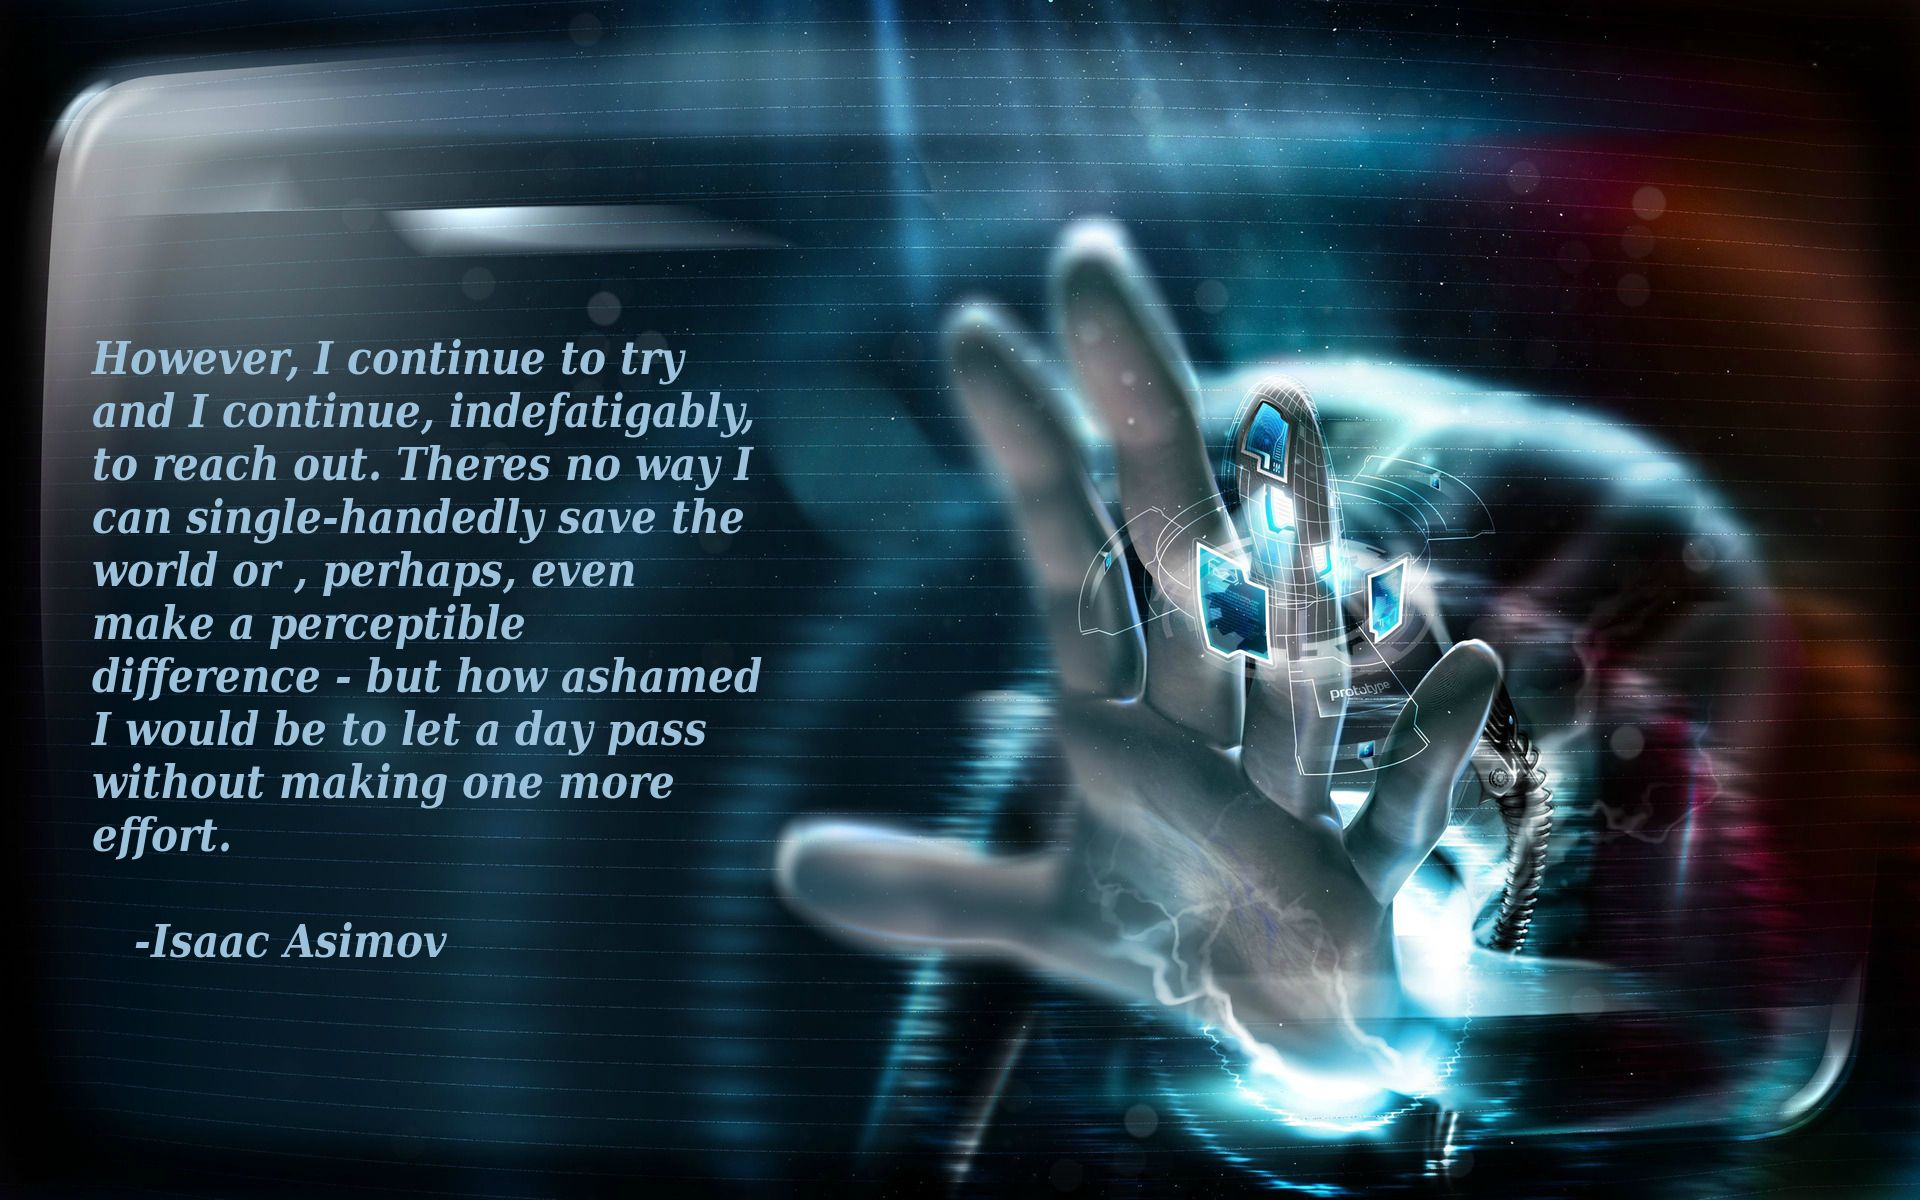 However, I continue to try
and I continue, indefatigably,
to reach out. Theres no way I
can single-handedly save the
world or , perhaps, even
make a perceptible
difference - but how ashamed
I would be to let a day pass
without making one more
effort.
-Isaac Asimov
prototype